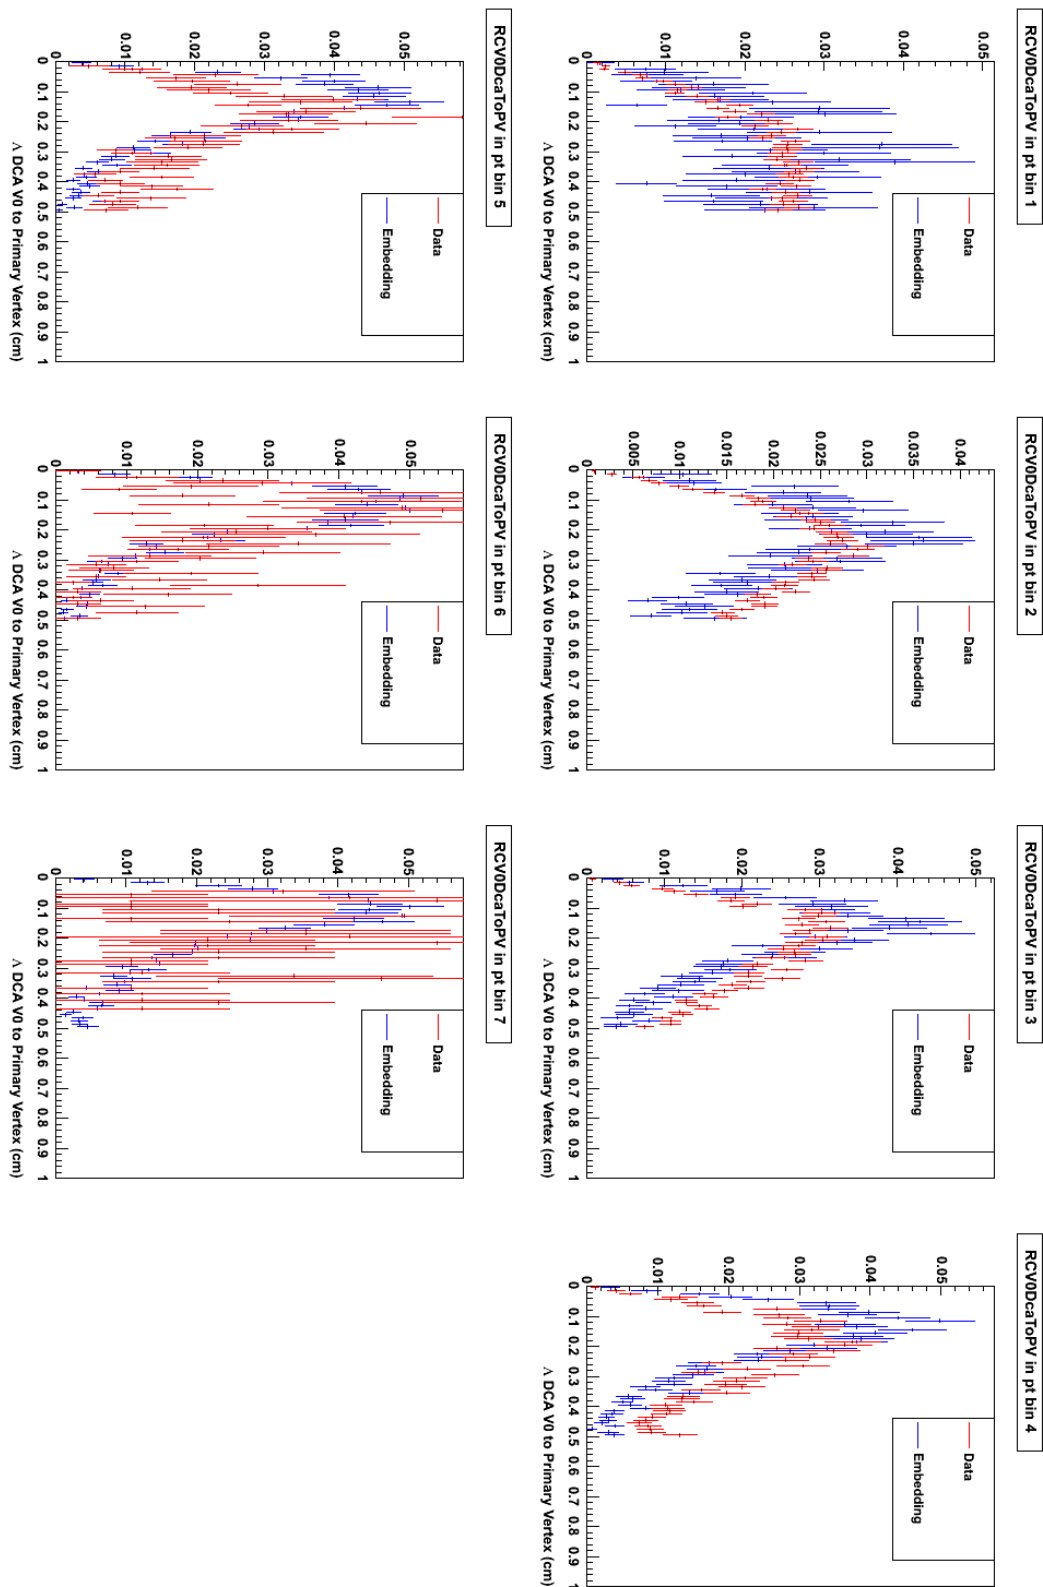 RCV0DcaToPV in pt bin 1
0.05
0.04
0.03
0.02
0.01
0
Data
Embedding
0 0.1 0.2 0.3 0.4 0.5 0.6 0.7 0.8 0.9 1
Λ DCA V0 to Primary Vertex (cm)
RCV0DcaToPV in pt bin 2
0.04
0.035
0.03
0.025
0.02
0.015
0.01
0.005
Data
Embedding
0 0.1 0.2 0.3 0.4 0.5 0.6 0.7 0.8 0.9 1
Λ DCA V0 to Primary Vertex (cm)
RCV0DcaToPV in pt bin 3
0.05
0.04
0.03
0.02
0.01
0
Data
Embedding
0 0.1 0.2 0.3 0.4 0.5 0.6 0.7 0.8 0.9 1
Λ DCA V0 to Primary Vertex (cm)
RCV0DcaToPV in pt bin 4
0.05
0.04
0.03
0.02
0.01
0
Data
Embedding
0 0.1 0.2 0.3 0.4 0.5 0.6 0.7 0.8 0.9 1
Λ DCA V0 to Primary Vertex (cm)
RCV0DcaToPV in pt bin 5
0.05
0.04
0.03
0.02
0.01
0
Data
Embedding
0 0.1 0.2 0.3 0.4 0.5 0.6 0.7 0.8 0.9 1
Λ DCA V0 to Primary Vertex (cm)
RCV0DcaToPV in pt bin 6
0.05
0.04
0.03
0.02
0.01
0
Data
Embedding
0 0.1 0.2 0.3 0.4 0.5 0.6 0.7 0.8 0.9 1
Λ DCA V0 to Primary Vertex (cm)
RCV0DcaToPV in pt bin 7
0.05
0.04
0.03
0.02
0.01
0
Data
Embedding
0 0.1 0.2 0.3 0.4 0.5 0.6 0.7 0.8 0.9 1
Λ DCA V0 to Primary Vertex (cm)